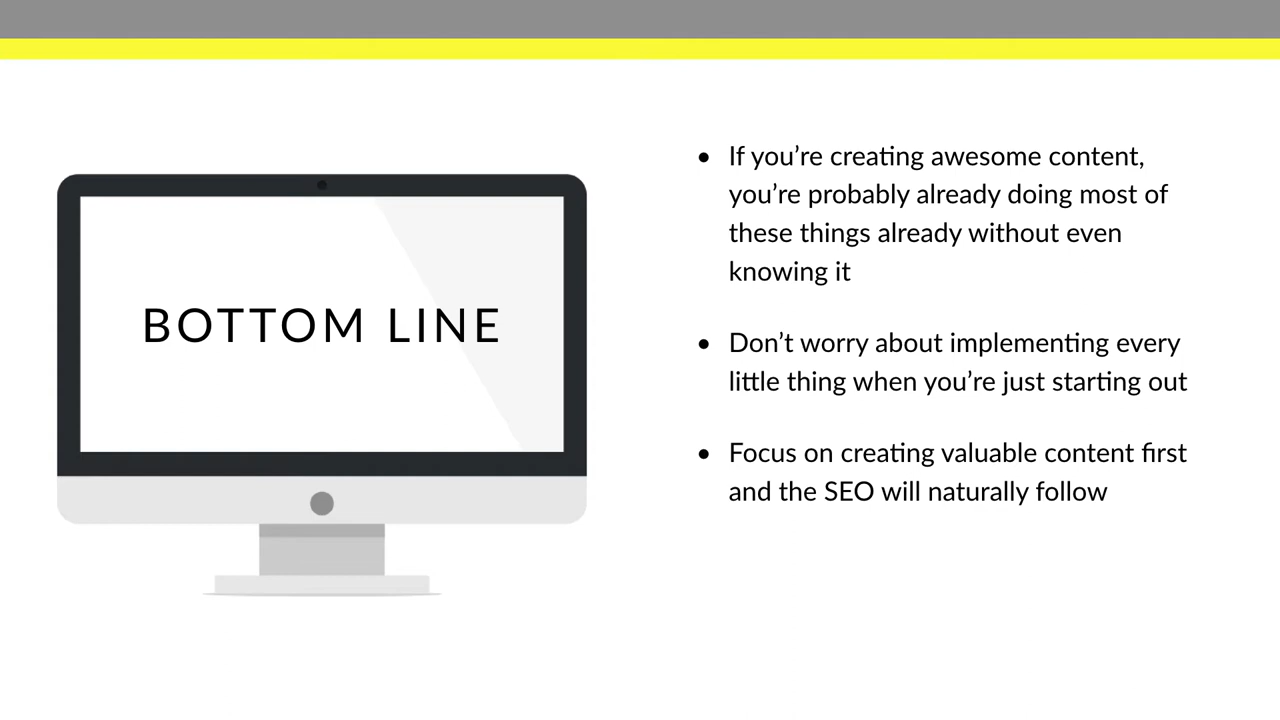 BOTTOM LINE
• If you’re creating awesome content,
you’re probably already doing most of
these things already without even
knowing it
• Don’t worry about implementing every
little thing when you’re just starting out
• Focus on creating valuable content first
and the SEO will naturally follow